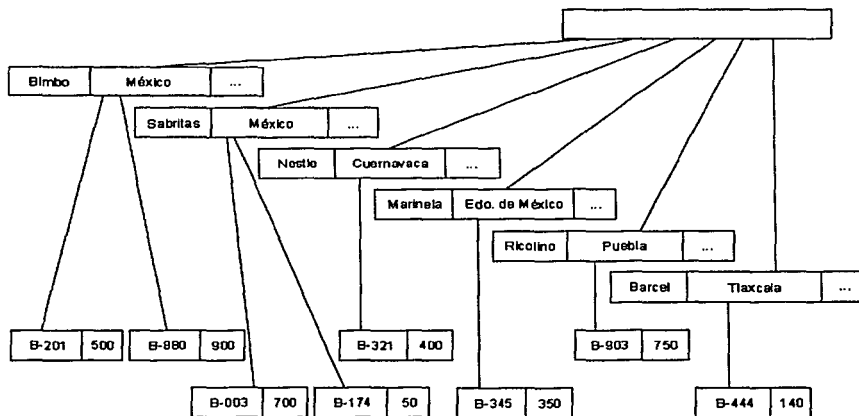 Bimbo México ...
Sabritas México ...
Nestle Cuernavaca ...
Marinela Edo. de México ...
Ricolino Puebla ...
Barcel Tlaxcala ...
B-201 500
B-880 900
B-321 400
B-903 750
B-003 700
B-174 50
B-345 350
B-444 140